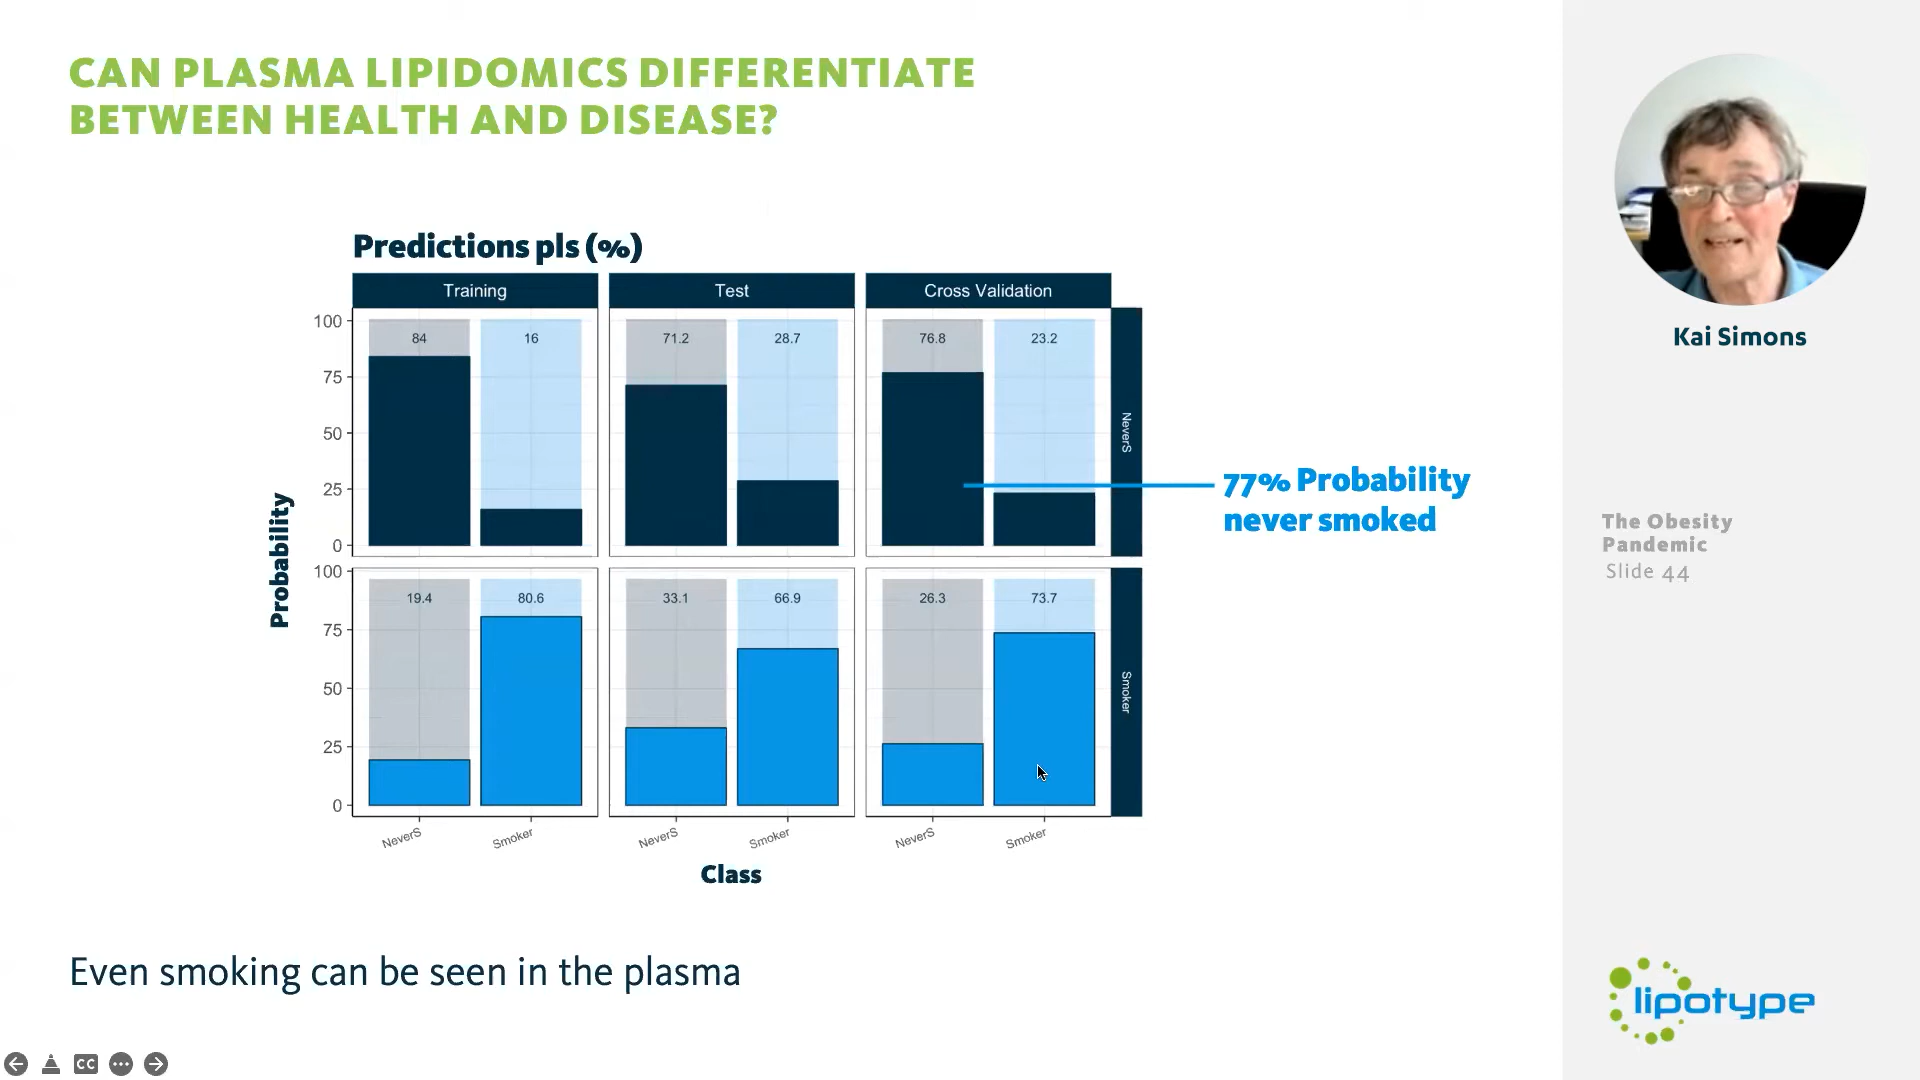 CAN PLASMA LIPIDOMICS DIFFERENTIATE
BETWEEN HEALTH AND DISEASE?
Predictions pls (%)
Training
Test
Cross Validation
100
75
50
25
0
84
16
71.2
28.7
76.8
23.2
NeverS
77% Probability
never smoked
Probability
100
75
50
25
0
19.4
80.6
33.1
66.9
26.3
73.7
Smoker
NeverS
Smoker
NeverS
Smoker
NeverS
Smoker
Class
Even smoking can be seen in the plasma
Kai Simons
The Obesity
Pandemic
Slide 44
lipotype
CC